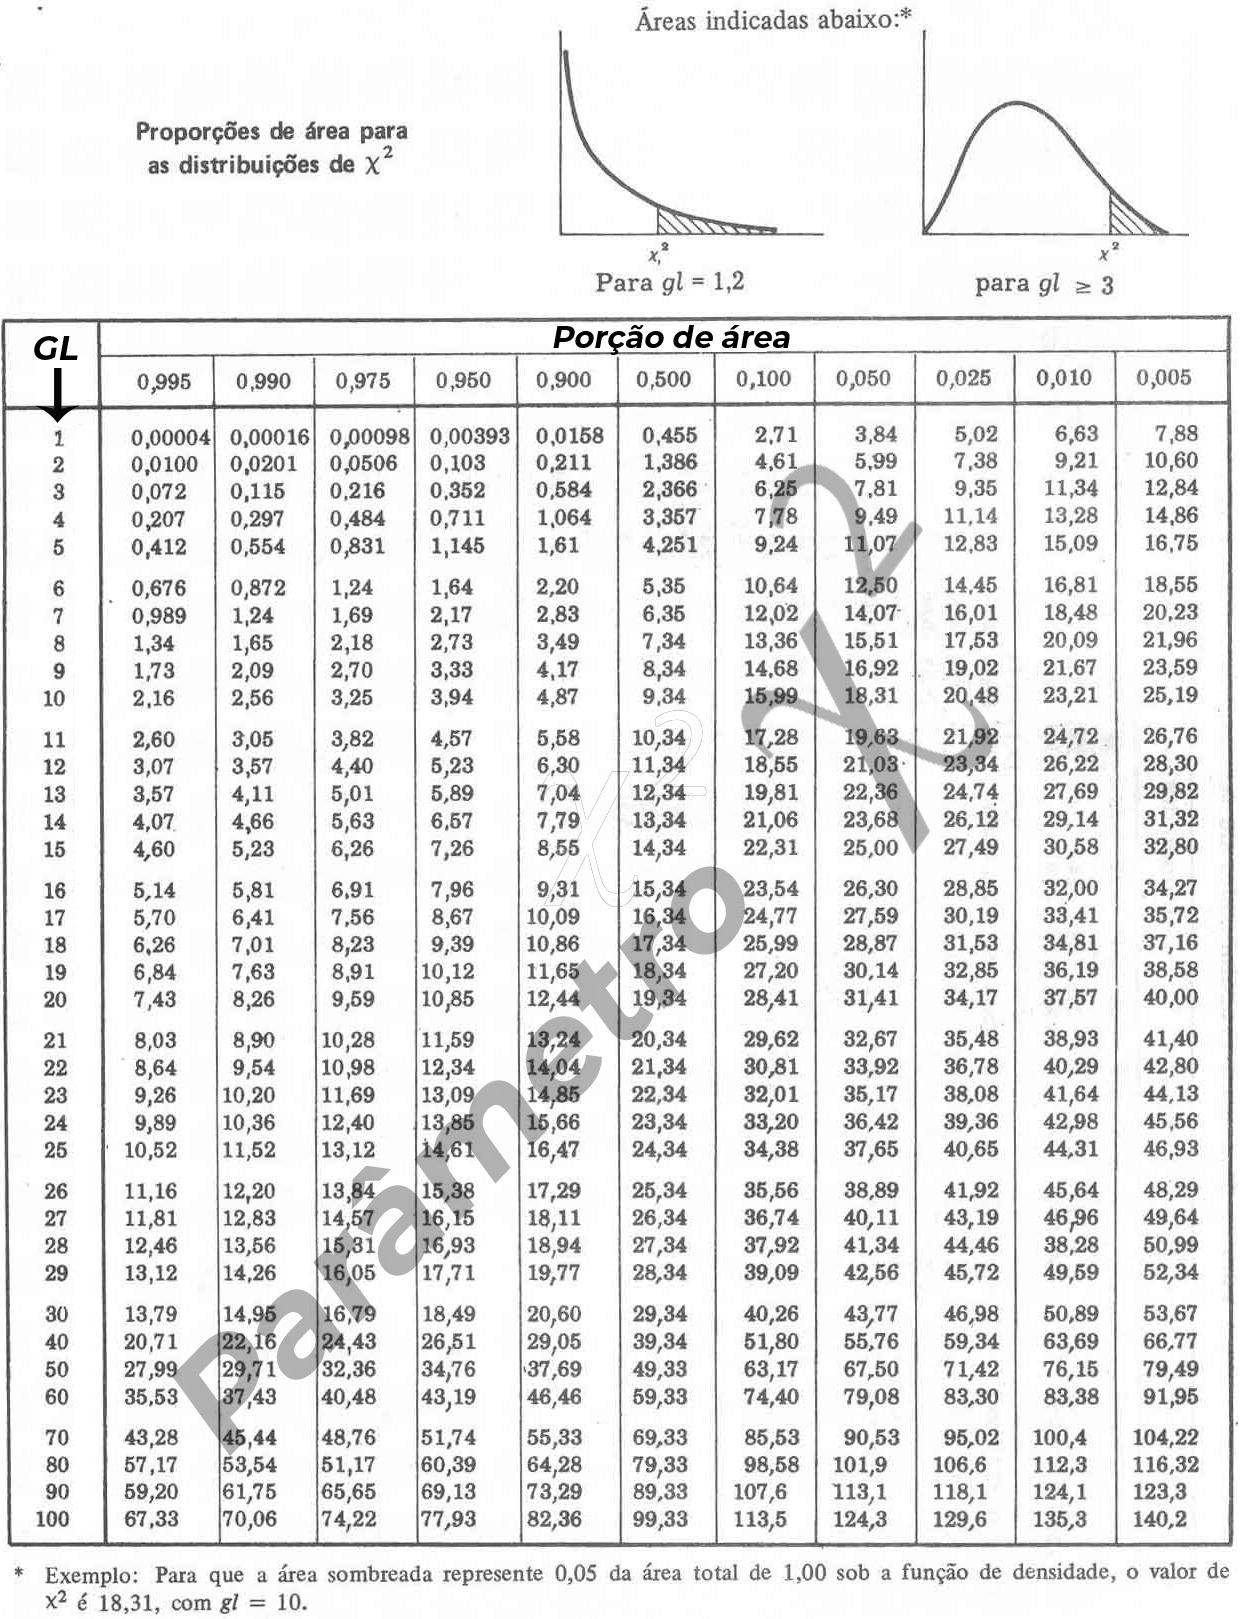 Áreas indicadas abaixo:*
Proporções de área para
as distribuições de χ²
χ²
χ²
Para gl = 1,2
para gl ≥ 3
GL
Porção de área
0,995 0,990 0,975 0,950 0,900 0,500 0,100 0,050 0,025 0,010 0,005
1 0,00004 0,00016 0,00098 0,00393 0,0158 0,455 2,71 3,84 5,02 6,63 7,88
2 0,0100 0,0201 0,0506 0,103 0,211 1,386 4,61 5,99 7,38 9,21 10,60
3 0,072 0,115 0,216 0,352 0,584 2,366 6,25 7,81 9,35 11,34 12,84
4 0,207 0,297 0,484 0,711 1,064 3,357 7,78 9,49 11,14 13,28 14,86
5 0,412 0,554 0,831 1,145 1,61 4,251 9,24 11,07 12,83 15,09 16,75
6 0,676 0,872 1,24 1,64 2,20 5,35 10,64 12,50 14,45 16,81 18,55
7 0,989 1,24 1,69 2,17 2,83 6,35 12,02 14,07 16,01 18,48 20,23
8 1,34 1,65 2,18 2,73 3,49 7,34 13,36 15,51 17,53 20,09 21,96
9 1,73 2,09 2,70 3,33 4,17 8,34 14,68 16,92 19,02 21,67 23,59
10 2,16 2,56 3,25 3,94 4,87 9,34 15,99 18,31 20,48 23,21 25,19
11 2,60 3,05 3,82 4,57 5,58 10,34 17,28 19,63 21,92 24,72 26,76
12 3,07 3,57 4,40 5,23 6,30 11,34 18,55 21,03 23,34 26,22 28,30
13 3,57 4,11 5,01 5,89 7,04 12,34 19,81 22,36 24,74 27,69 29,82
14 4,07 4,66 5,63 6,57 7,79 13,34 21,06 23,68 26,12 29,14 31,32
15 4,60 5,23 6,26 7,26 8,55 14,34 22,31 25,00 27,49 30,58 32,80
16 5,14 5,81 6,91 7,96 9,31 15,34 23,54 26,30 28,85 32,00 34,27
17 5,70 6,41 7,56 8,67 10,09 16,34 24,77 27,59 30,19 33,41 35,72
18 6,26 7,01 8,23 9,39 10,86 17,34 25,99 28,87 31,53 34,81 37,16
19 6,84 7,63 8,91 10,12 11,65 18,34 27,20 30,14 32,85 36,19 38,58
20 7,43 8,26 9,59 10,85 12,44 19,34 28,41 31,41 34,17 37,57 40,00
21 8,03 8,90 10,28 11,59 13,24 20,34 29,62 32,67 35,48 38,93 41,40
22 8,64 9,54 10,98 12,34 14,04 21,34 30,81 33,92 36,78 40,29 42,80
23 9,26 10,20 11,69 13,09 14,85 22,34 32,01 35,17 38,08 41,64 44,13
24 9,89 10,36 12,40 13,85 15,66 23,34 33,20 36,42 39,36 42,98 45,56
25 10,52 11,52 13,12 14,61 16,47 24,34 34,38 37,65 40,65 44,31 46,93
26 11,16 12,20 13,84 15,38 17,29 25,34 35,56 38,89 41,92 45,64 48,29
27 11,81 12,83 14,57 16,15 18,11 26,34 36,74 40,11 43,19 46,96 49,64
28 12,46 13,56 15,31 16,93 18,94 27,34 37,92 41,34 44,46 38,28 50,99
29 13,12 14,26 16,05 17,71 19,77 28,34 39,09 42,56 45,72 49,59 52,34
30 13,79 14,95 16,79 18,49 20,60 29,34 40,26 43,77 46,98 50,89 53,67
40 20,71 22,16 24,43 26,51 29,05 39,34 51,80 55,76 59,34 63,69 66,77
50 27,99 29,71 32,36 34,76 37,69 49,33 63,17 67,50 71,42 76,15 79,49
60 35,53 37,43 40,48 43,19 46,46 59,33 74,40 79,08 83,30 83,38 91,95
70 43,28 45,44 48,76 51,74 55,33 69,33 85,53 90,53 95,02 100,4 104,22
80 57,17 53,54 51,17 60,39 64,28 79,33 98,58 101,9 106,6 112,3 116,32
90 59,20 61,75 65,65 69,13 73,29 89,33 107,6 113,1 118,1 124,1 123,3
100 67,33 70,06 74,22 77,93 82,36 99,33 113,5 124,3 129,6 135,3 140,2
Parâmetro χ2
χ2
* Exemplo: Para que a área sombreada represente 0,05 da área total de 1,00 sob a função de densidade, o valor de
χ2 é 18,31, com gl = 10.